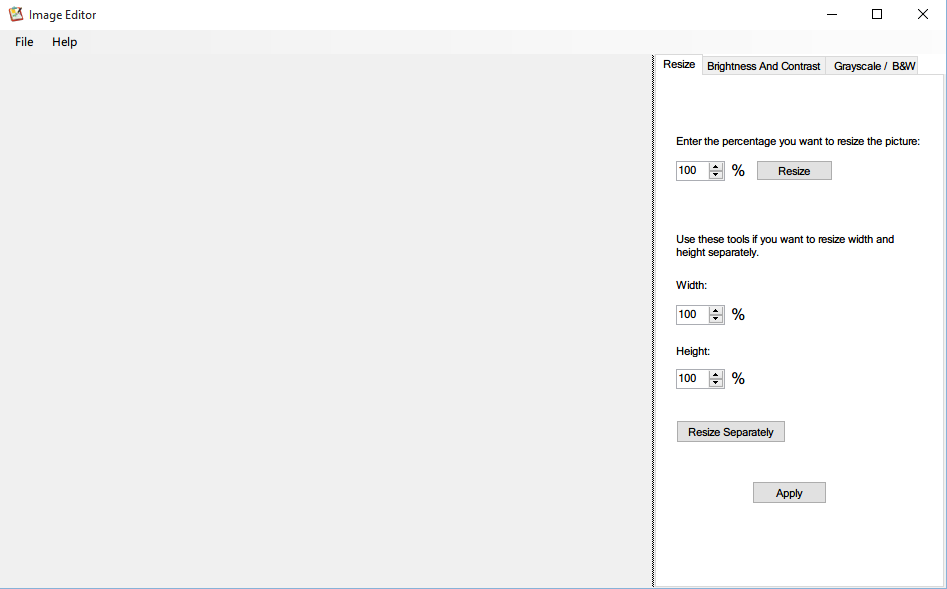 Image Editor
File Help
Resize Brightness And Contrast Grayscale / B&W
Enter the percentage you want to resize the picture:
100 % Resize
Use these tools if you want to resize width and
height separately.
Width:
100 %
Height:
100 %
Resize Separately
Apply